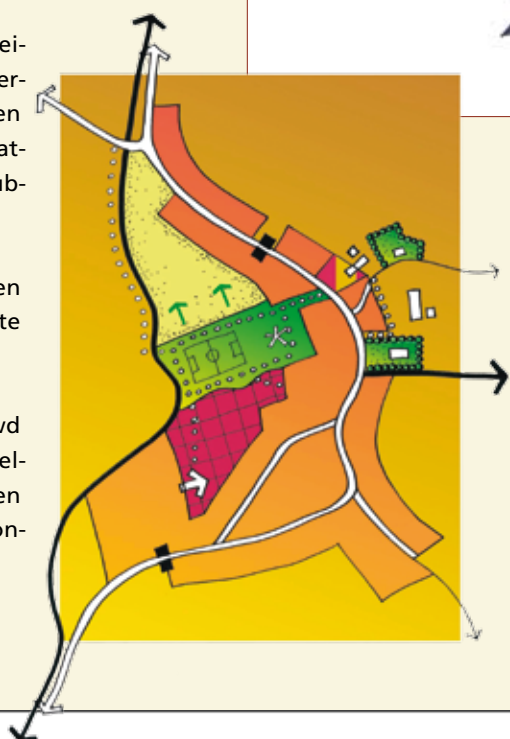 ei-
er-
en
at-
ub-
en
te
vd
el-
en
on-